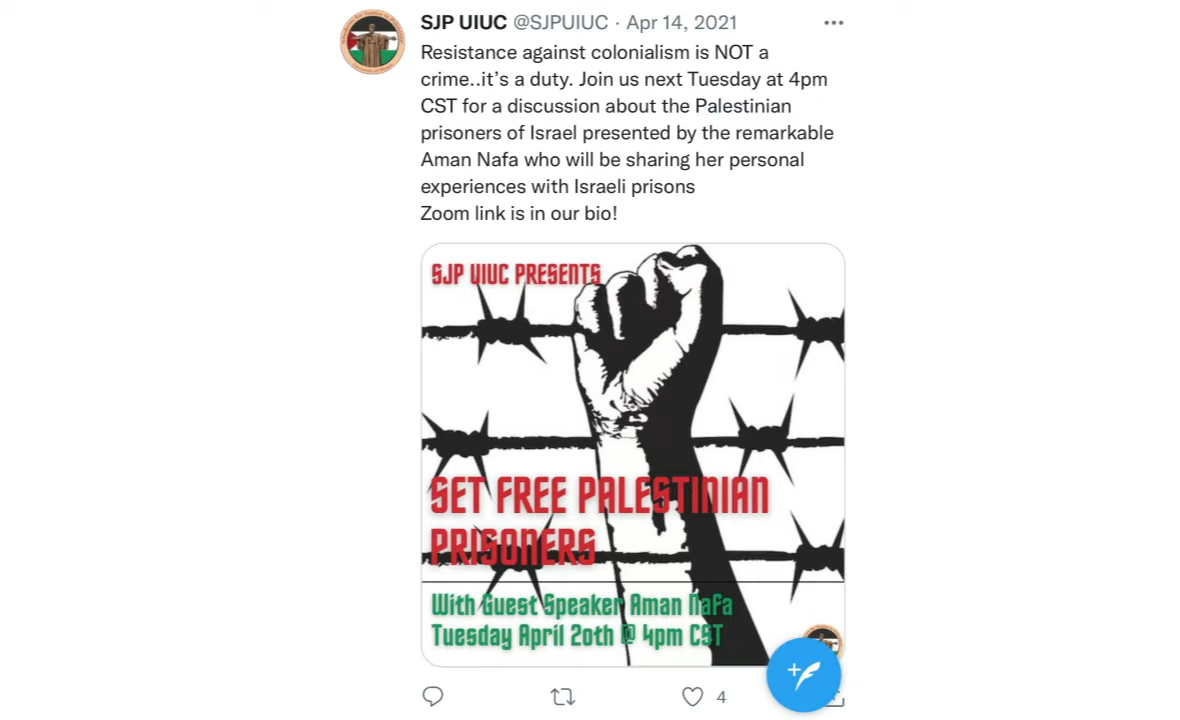 SJP UIUC @SJPUIUC · Apr 14, 2021
Resistance against colonialism is NOT a
crime..it’s a duty. Join us next Tuesday at 4pm
CST for a discussion about the Palestinian
prisoners of Israel presented by the remarkable
Aman Nafa who will be sharing her personal
experiences with Israeli prisons
Zoom link is in our bio!
SJP UIUC PRESENTS
SET FREE PALESTINIAN
PRISONERS
With Guest Speaker Aman Nafa
Tuesday April 20th @ 4pm CST
4